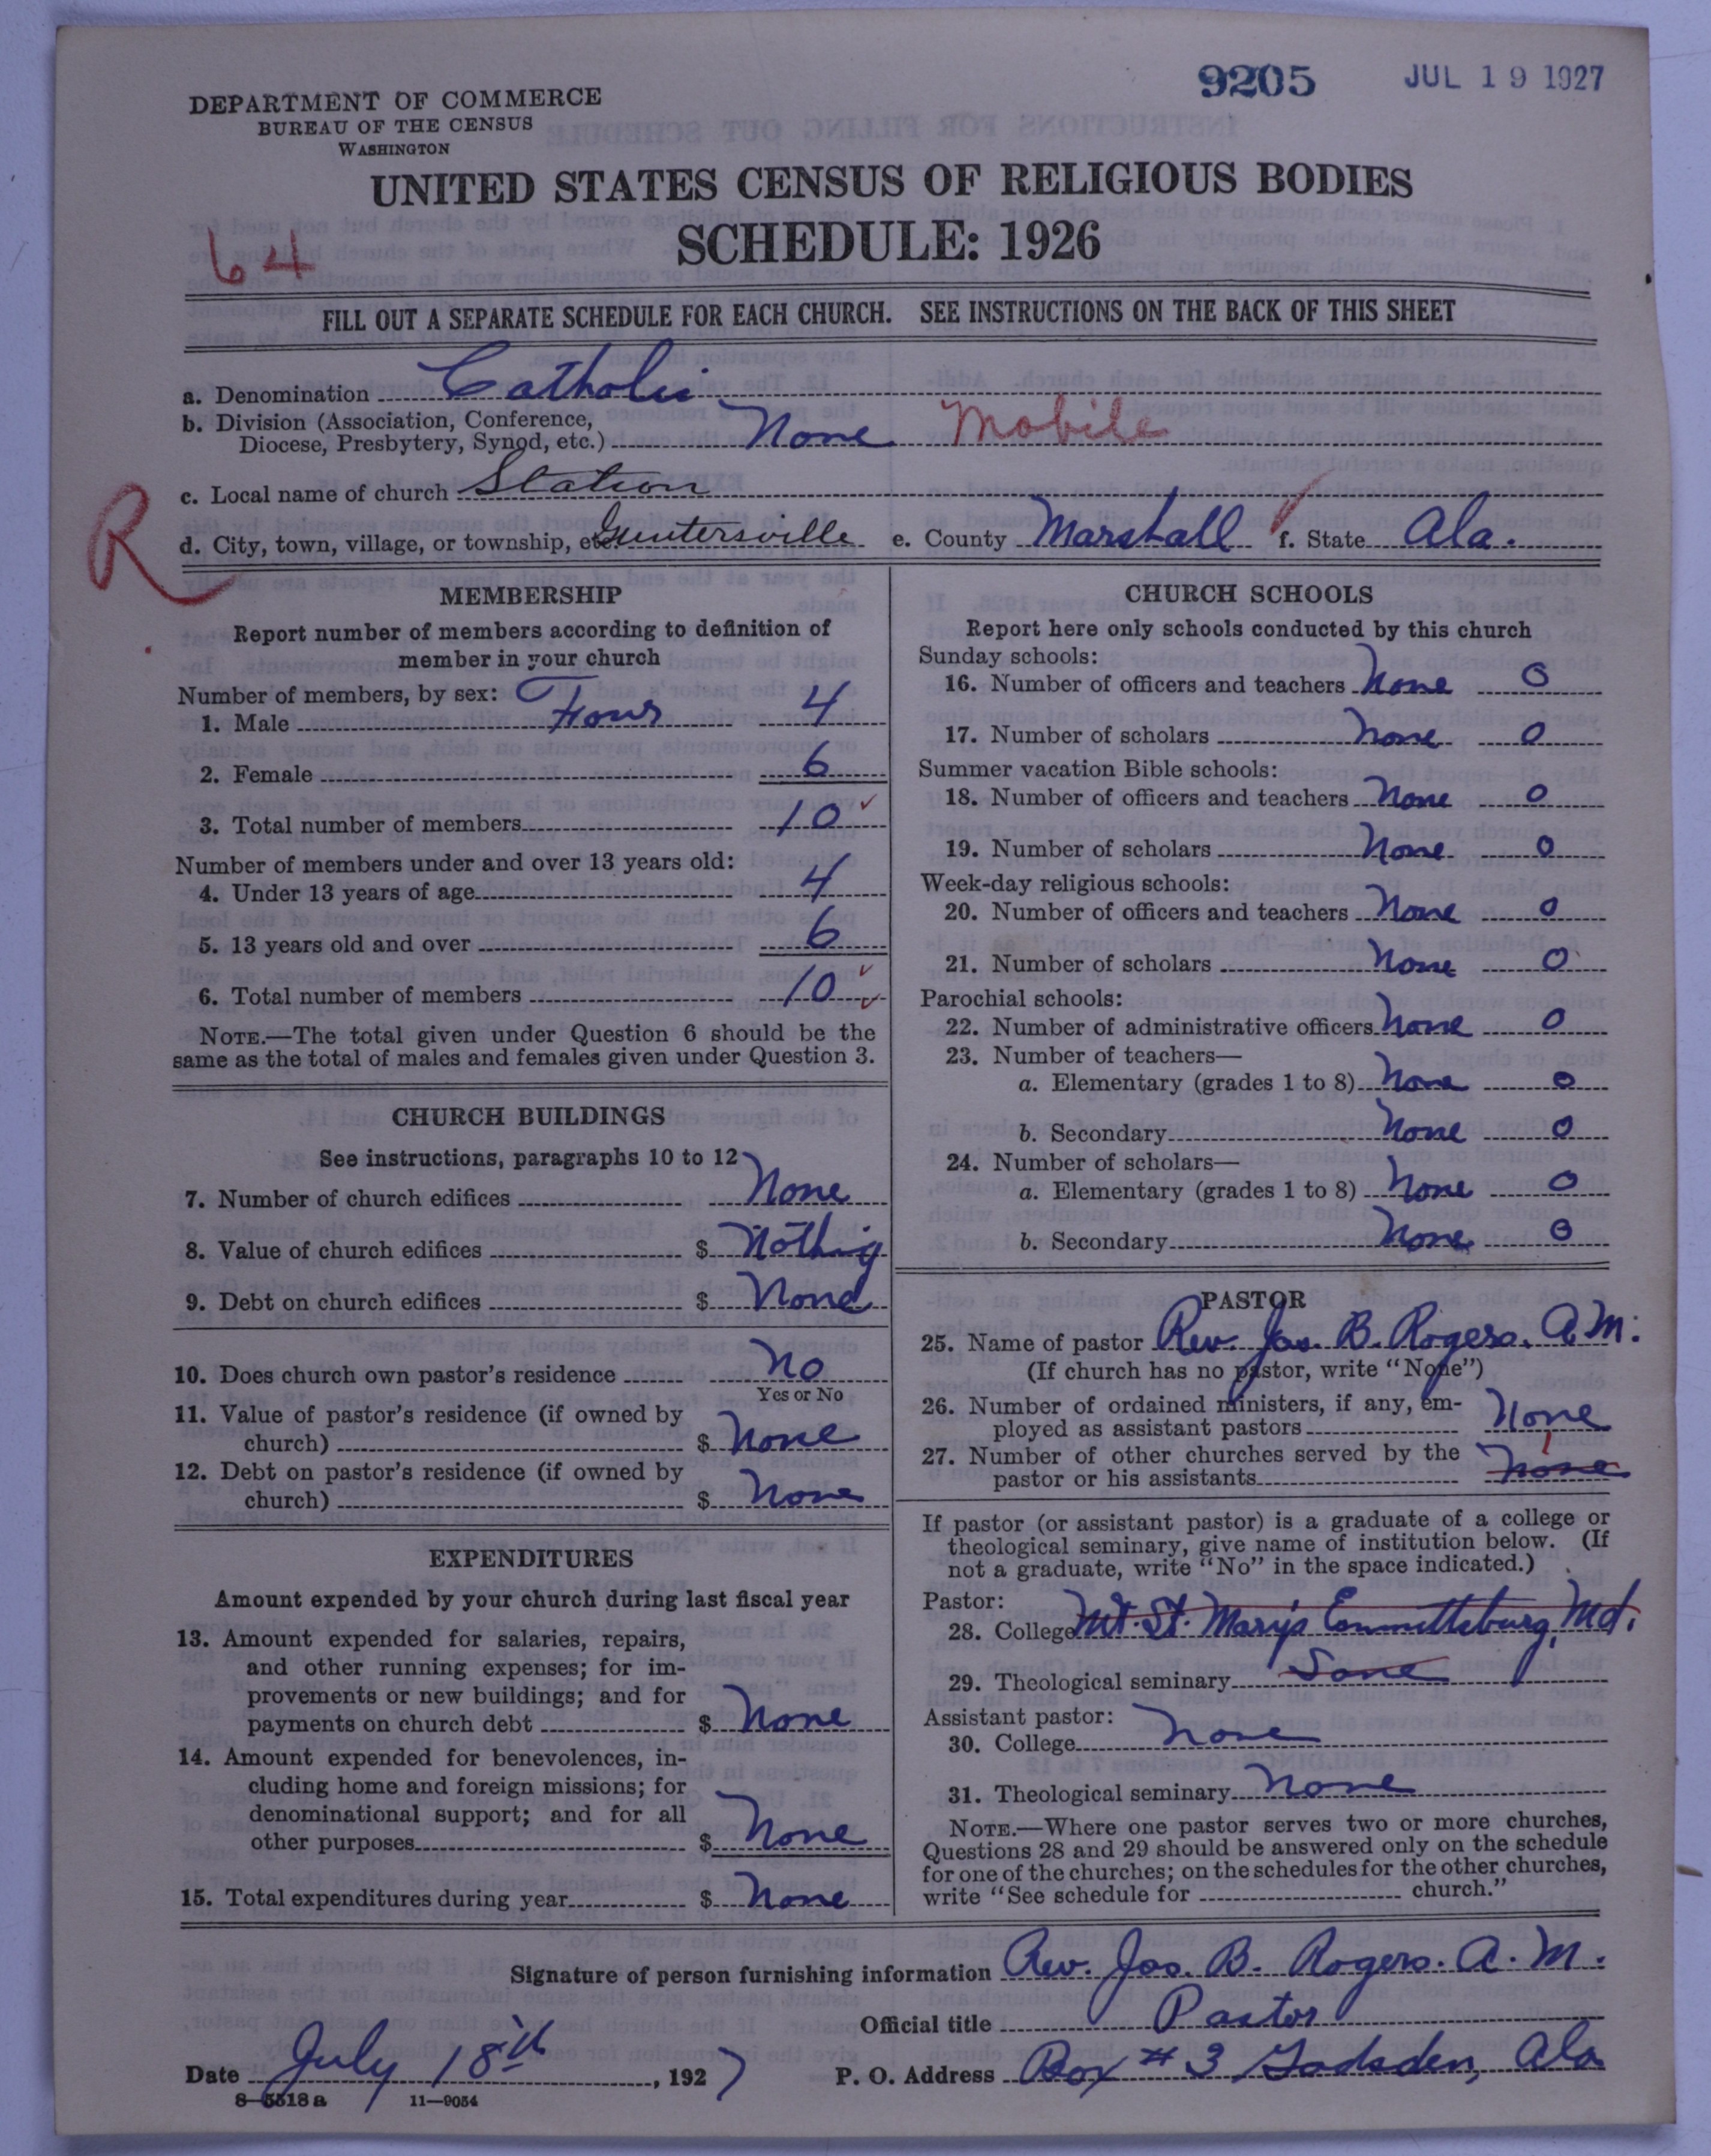 9205 JUL 19 1927
DEPARTMENT OF COMMERCE
BUREAU OF THE CENSUS
WASHINGTON
UNITED STATES CENSUS OF RELIGIOUS BODIES
SCHEDULE: 1926
64
FILL OUT A SEPARATE SCHEDULE FOR EACH CHURCH. SEE INSTRUCTIONS ON THE BACK OF THIS SHEET
a. Denomination Catholic
b. Division (Association, Conference,
Diocese, Presbytery, Synod, etc.) None Mobile
c. Local name of church Station
R
d. City, town, village, or township, etc. Guntersville e. County Marshall f. State Ala.
MEMBERSHIP
Report number of members according to definition of
member in your church
Number of members, by sex:
1. Male Four 4
2. Female 6
3. Total number of members 10 ✓
Number of members under and over 13 years old:
4. Under 13 years of age 4
5. 13 years old and over 6
6. Total number of members 10 ✓ ✓
NOTE.—The total given under Question 6 should be the
same as the total of males and females given under Question 3.
CHURCH BUILDINGS
See instructions, paragraphs 10 to 12
7. Number of church edifices None
8. Value of church edifices $ Nothig
9. Debt on church edifices $ None
10. Does church own pastor's residence No
Yes or No
11. Value of pastor's residence (if owned by
church) $ None
12. Debt on pastor's residence (if owned by
church) $ None
EXPENDITURES
Amount expended by your church during last fiscal year
13. Amount expended for salaries, repairs,
and other running expenses; for im-
provements or new buildings; and for
payments on church debt $ None
14. Amount expended for benevolences, in-
cluding home and foreign missions; for
denominational support; and for all
other purposes $ None
15. Total expenditures during year $ None
CHURCH SCHOOLS
Report here only schools conducted by this church
Sunday schools:
16. Number of officers and teachers None 0
17. Number of scholars None 0
Summer vacation Bible schools:
18. Number of officers and teachers None 0
19. Number of scholars None 0
Week-day religious schools:
20. Number of officers and teachers None 0
21. Number of scholars None 0
Parochial schools:
22. Number of administrative officers None 0
23. Number of teachers—
a. Elementary (grades 1 to 8) None 0
b. Secondary None 0
24. Number of scholars—
a. Elementary (grades 1 to 8) None 0
b. Secondary None 0
PASTOR
25. Name of pastor Rev. Jas. B. Rogers. A.M.
(If church has no pastor, write "None")
26. Number of ordained ministers, if any, em-
ployed as assistant pastors None
27. Number of other churches served by the 1
pastor or his assistants None
If pastor (or assistant pastor) is a graduate of a college or
theological seminary, give name of institution below. (If
not a graduate, write "No" in the space indicated.)
Pastor:
28. College Mt. St. Marys Emmittsburg, Md.
29. Theological seminary Same
Assistant pastor:
30. College None
31. Theological seminary None
NOTE.—Where one pastor serves two or more churches,
Questions 28 and 29 should be answered only on the schedule
for one of the churches; on the schedules for the other churches,
write "See schedule for church."
Signature of person furnishing information Rev. Jas. B. Rogers. A.M.
Official title Pastor
Date July 18th, 1927 P. O. Address Box #3 Gadsden, Ala
8—5518 a 11—9054